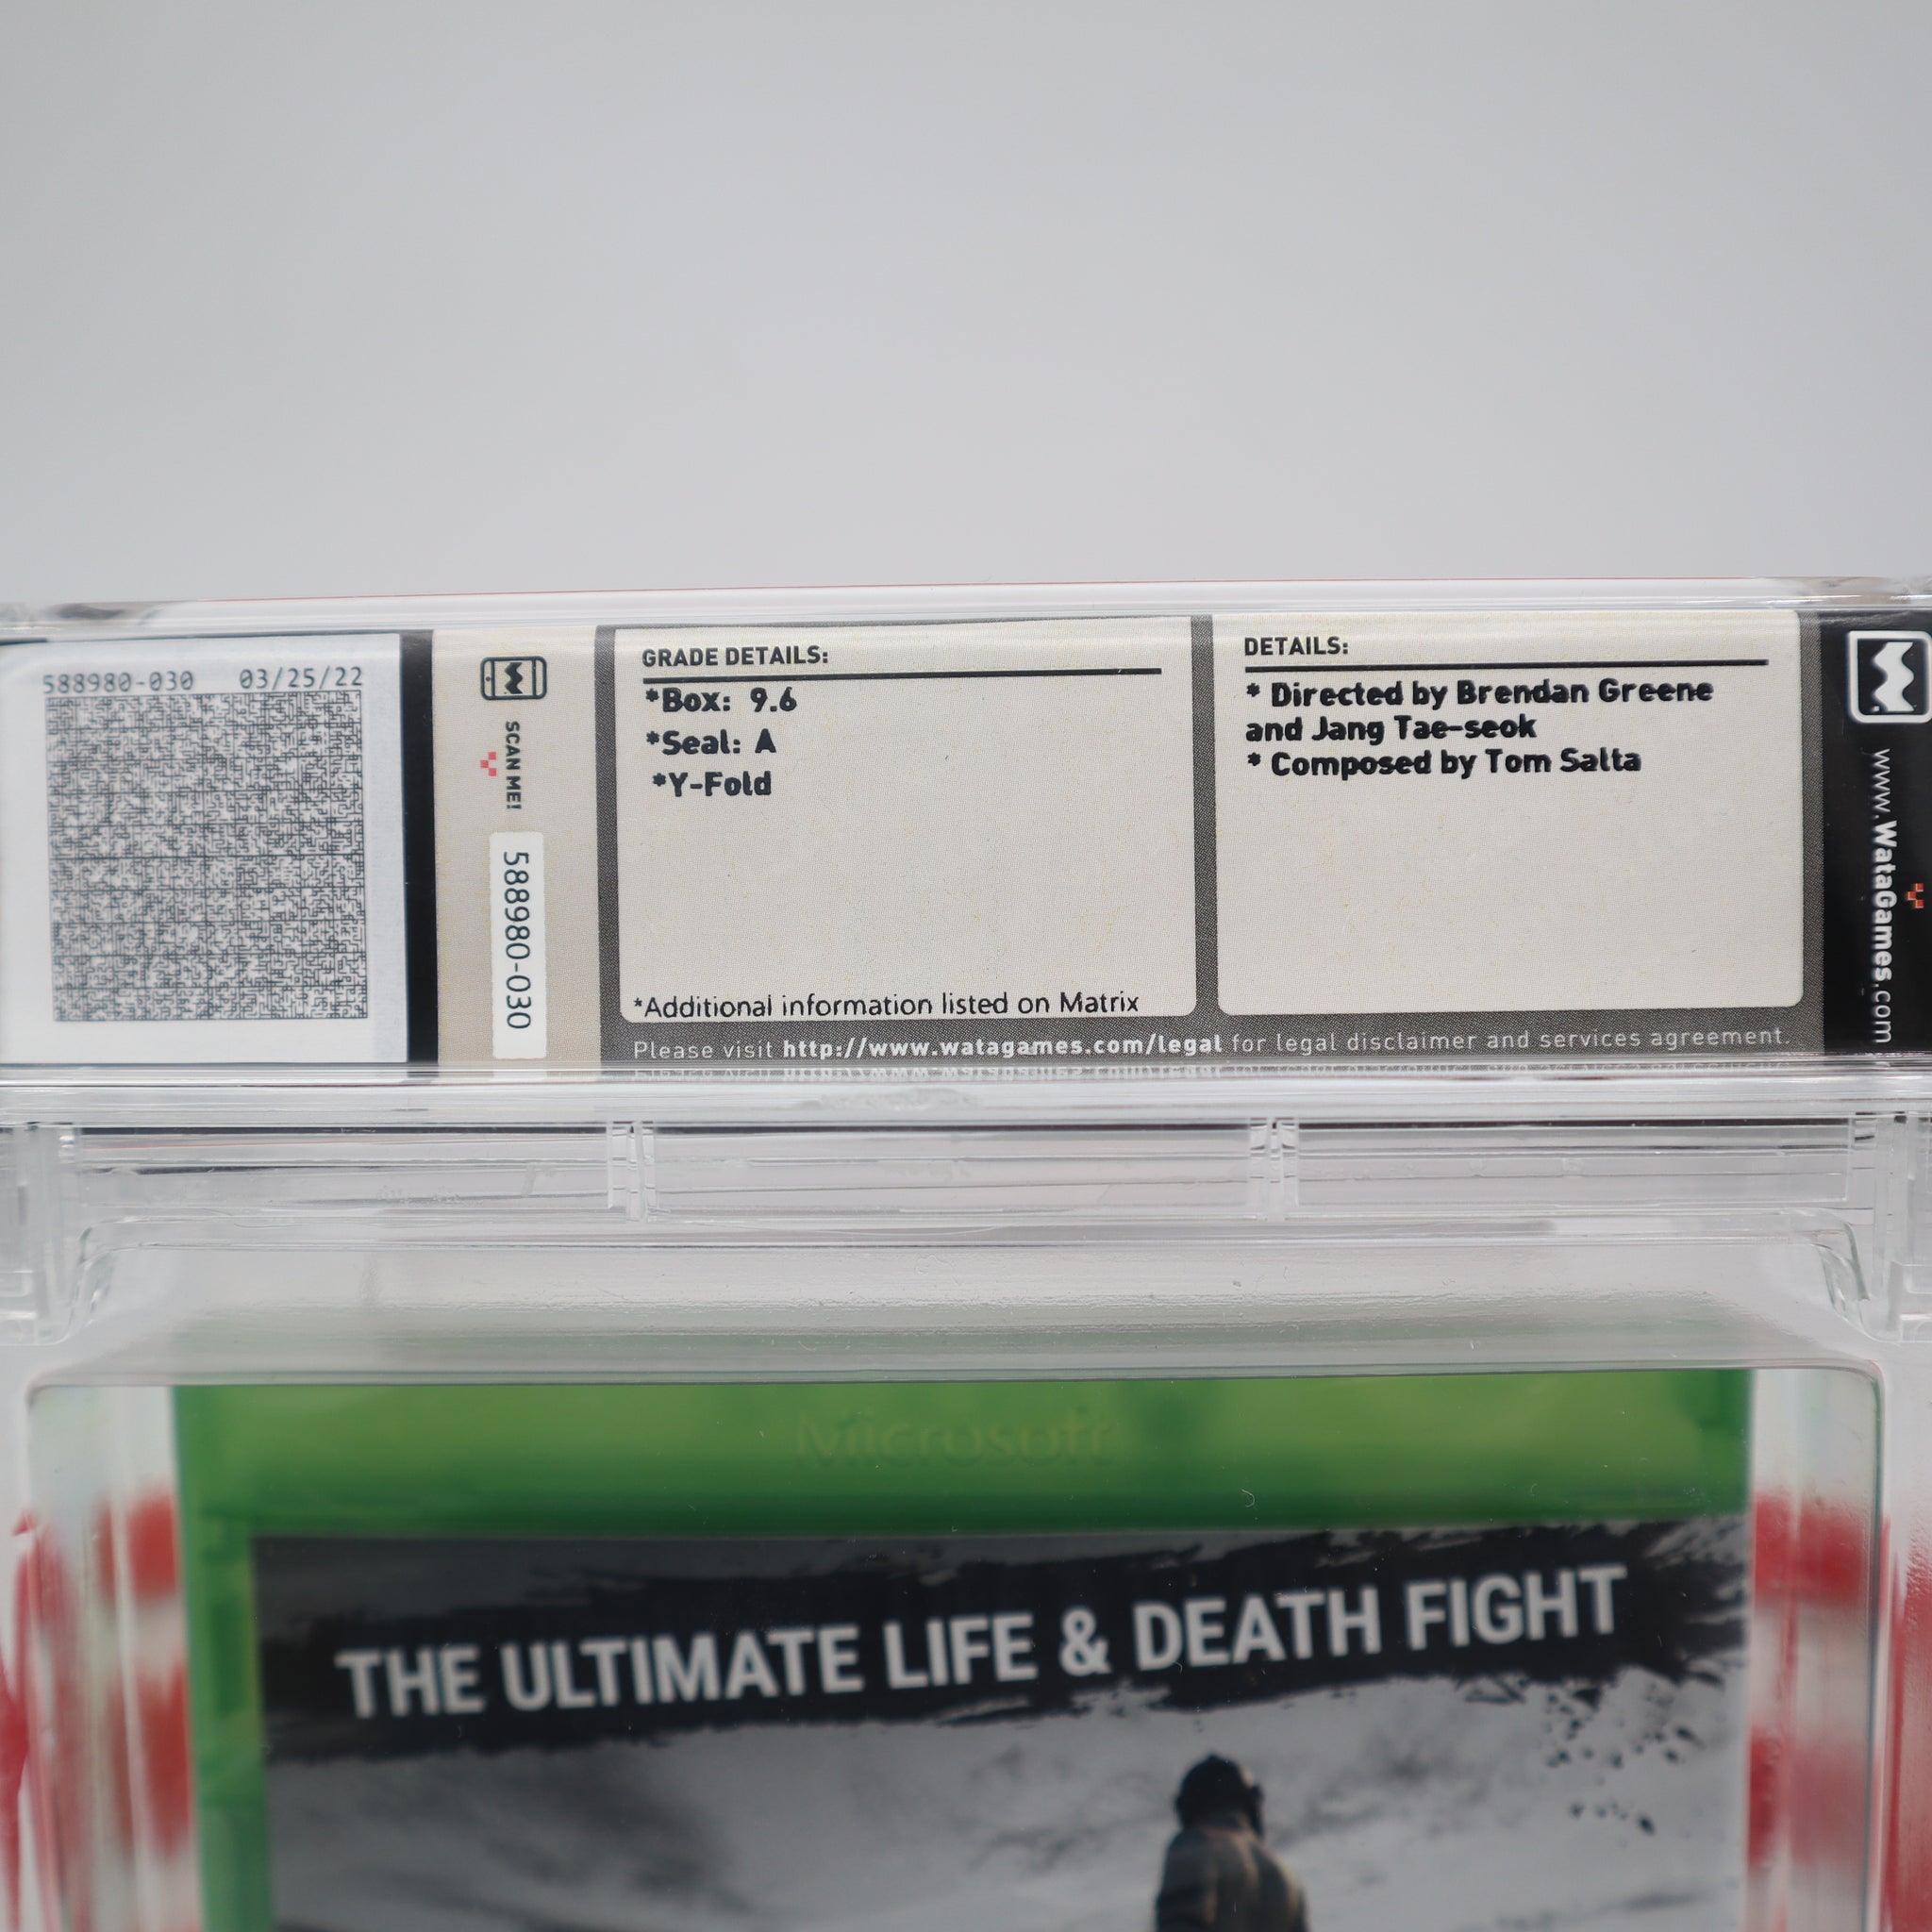 588980-030 03/25/22
SCAN ME!
588980-030
GRADE DETAILS:
*Box: 9.6
*Seal: A
*Y-Fold
*Additional information listed on Matrix
DETAILS:
* Directed by Brendan Greene
and Jang Tae-seok
* Composed by Tom Salta
Please visit http://www.watagames.com/legal for legal disclaimer and services agreement.
www.WataGames.com
Microsoft
THE ULTIMATE LIFE & DEATH FIGHT